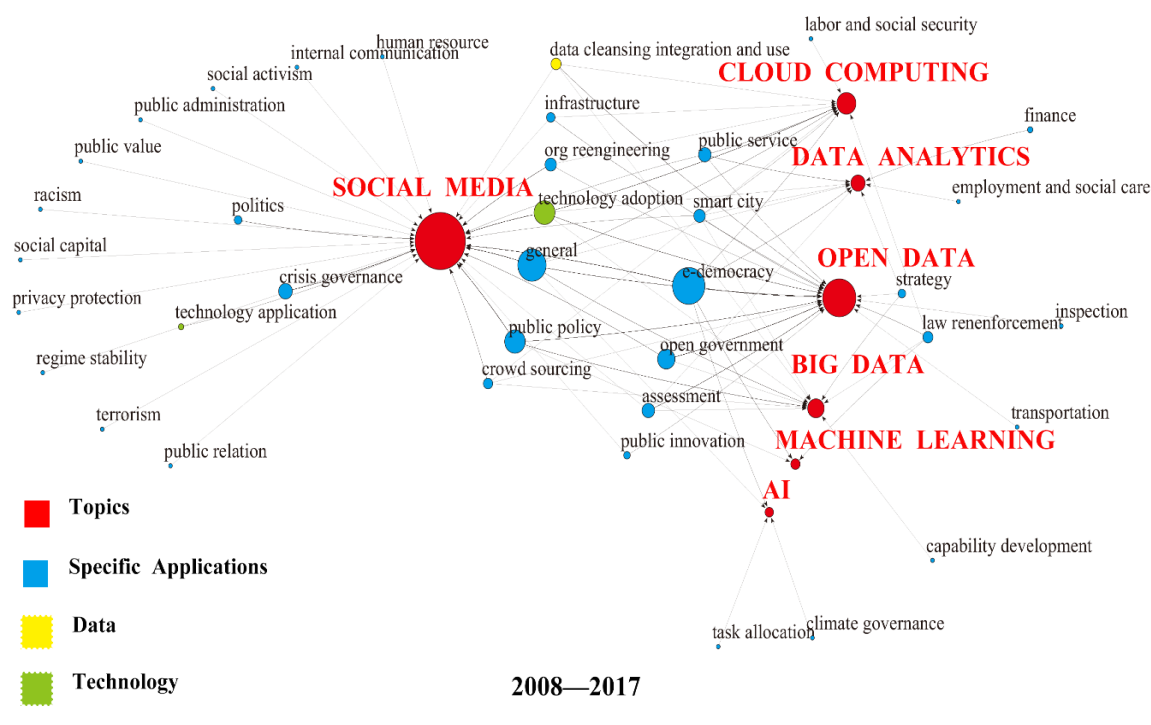 labor and social security
human resource
internal communication
data cleansing integration and use
CLOUD COMPUTING
social activism
public administration
infrastructure
finance
public value
org reengineering
public service
DATA ANALYTICS
racism
SOCIAL MEDIA
technology adoption
smart city
employment and social care
politics
social capital
general
e-democracy
OPEN DATA
crisis governance
strategy
privacy protection
technology application
public policy
law renenforcement
inspection
regime stability
crowd sourcing
open government
BIG DATA
assessment
terrorism
public innovation
MACHINE LEARNING
transportation
public relation
AI
Topics
capability development
Specific Applications
Data
task allocation
climate governance
Technology
2008—2017